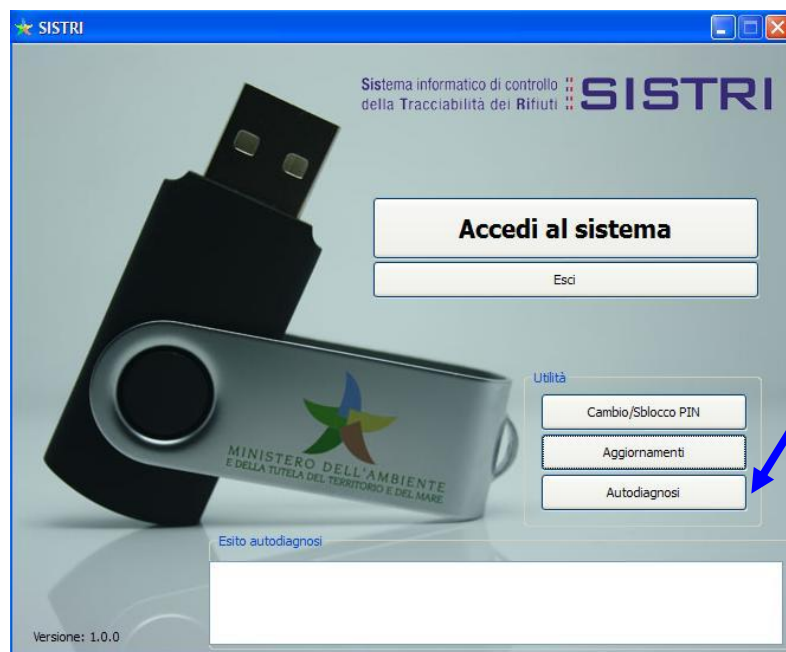 SISTRI
Sistema informatico di controllo
della Tracciabilità dei Rifiuti
SISTRI
Accedi al sistema
Esci
Utilità
Cambio/Sblocco PIN
Aggiornamenti
Autodiagnosi
MINISTERO DELL'AMBIENTE
E DELLA TUTELA DEL TERRITORIO E DEL MARE
Esito autodiagnosi
Versione: 1.0.0